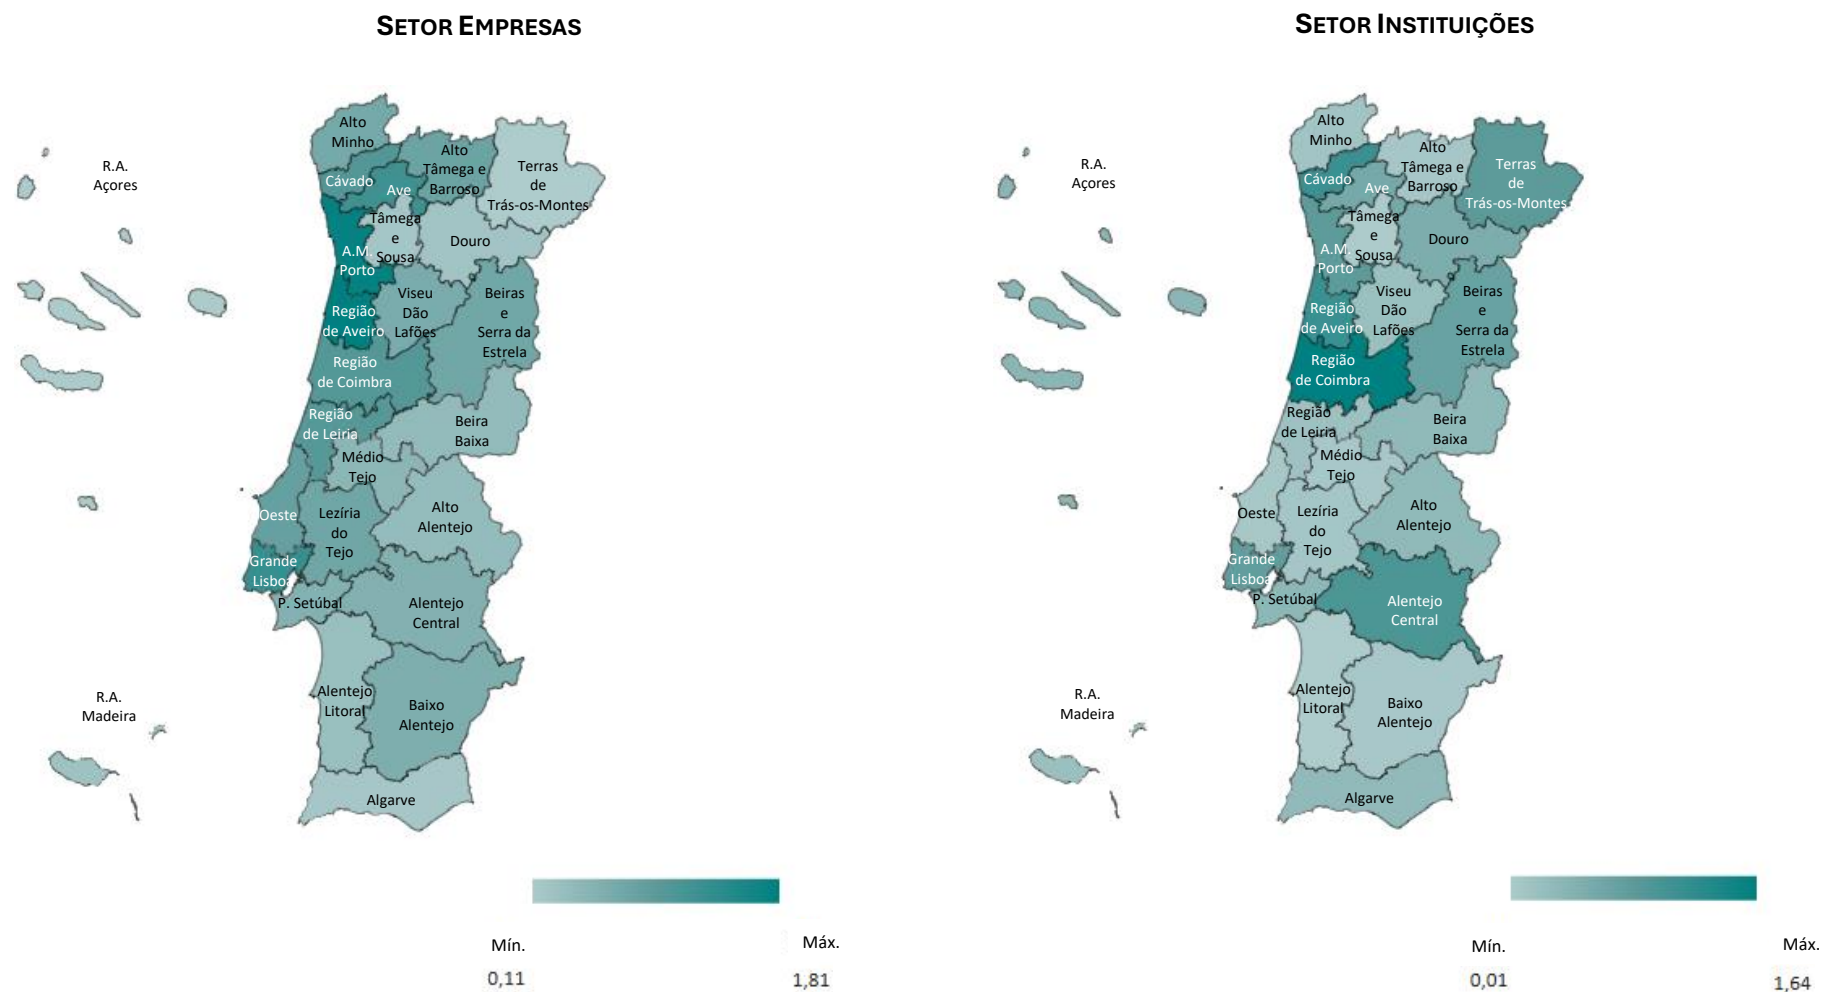 SETOR EMPRESAS
Alto
Minho
R.A.
Açores
Alto
Tâmega e
Barroso
Terras
de
Trás-os-Montes
Cávado
Ave
Tâmega
e
Sousa
Douro
A.M.
Porto
Viseu
Dão
Lafões
Beiras
e
Serra da
Estrela
Região
de Aveiro
Região
de Coimbra
Região
de Leiria
Beira
Baixa
Médio
Tejo
Oeste
Lezíria
do
Tejo
Alto
Alentejo
Grande
Lisboa
P. Setúbal
Alentejo
Central
R.A.
Madeira
Alentejo
Litoral
Baixo
Alentejo
Algarve
Mín.
Máx.
0,11
1,81
SETOR INSTITUIÇÕES
Alto
Minho
R.A.
Açores
Alto
Tâmega e
Barroso
Terras
de
Trás-os-Montes
Cávado
Ave
Tâmega
e
Sousa
Douro
A.M.
Porto
Viseu
Dão
Lafões
Beiras
e
Serra da
Estrela
Região
de Aveiro
Região
de Coimbra
Região
de Leiria
Beira
Baixa
Médio
Tejo
Oeste
Lezíria
do
Tejo
Alto
Alentejo
Grande
Lisboa
P. Setúbal
Alentejo
Central
R.A.
Madeira
Alentejo
Litoral
Baixo
Alentejo
Algarve
Mín.
Máx.
0,01
1,64